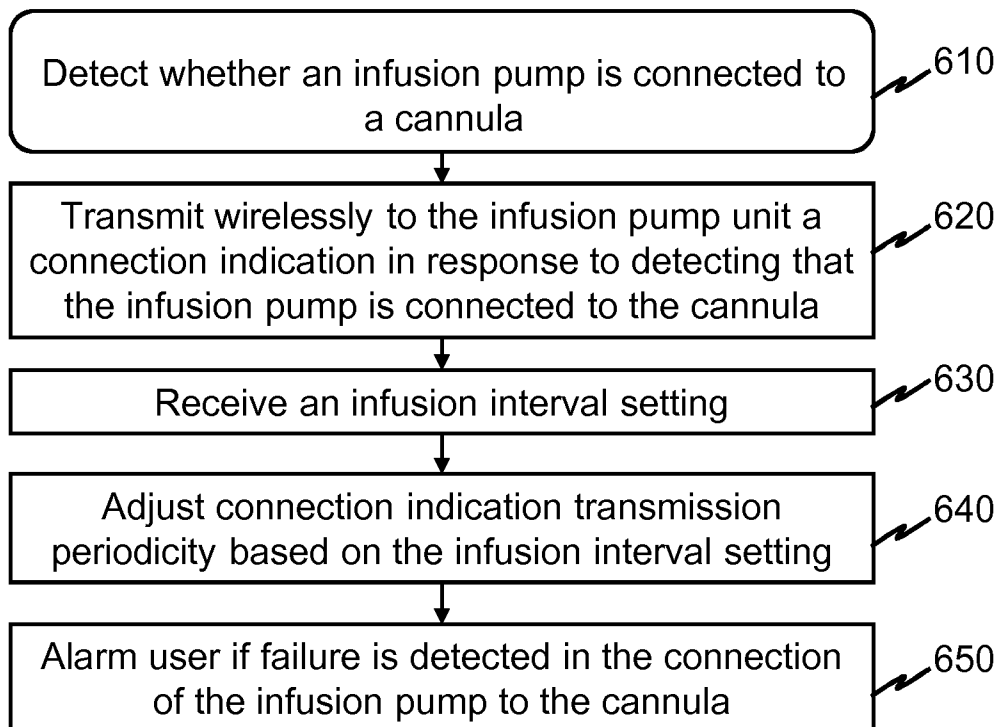 Detect whether an infusion pump is connected to
a cannula
610
Transmit wirelessly to the infusion pump unit a
connection indication in response to detecting that
the infusion pump is connected to the cannula
620
Receive an infusion interval setting
630
Adjust connection indication transmission
periodicity based on the infusion interval setting
640
Alarm user if failure is detected in the connection
of the infusion pump to the cannula
650